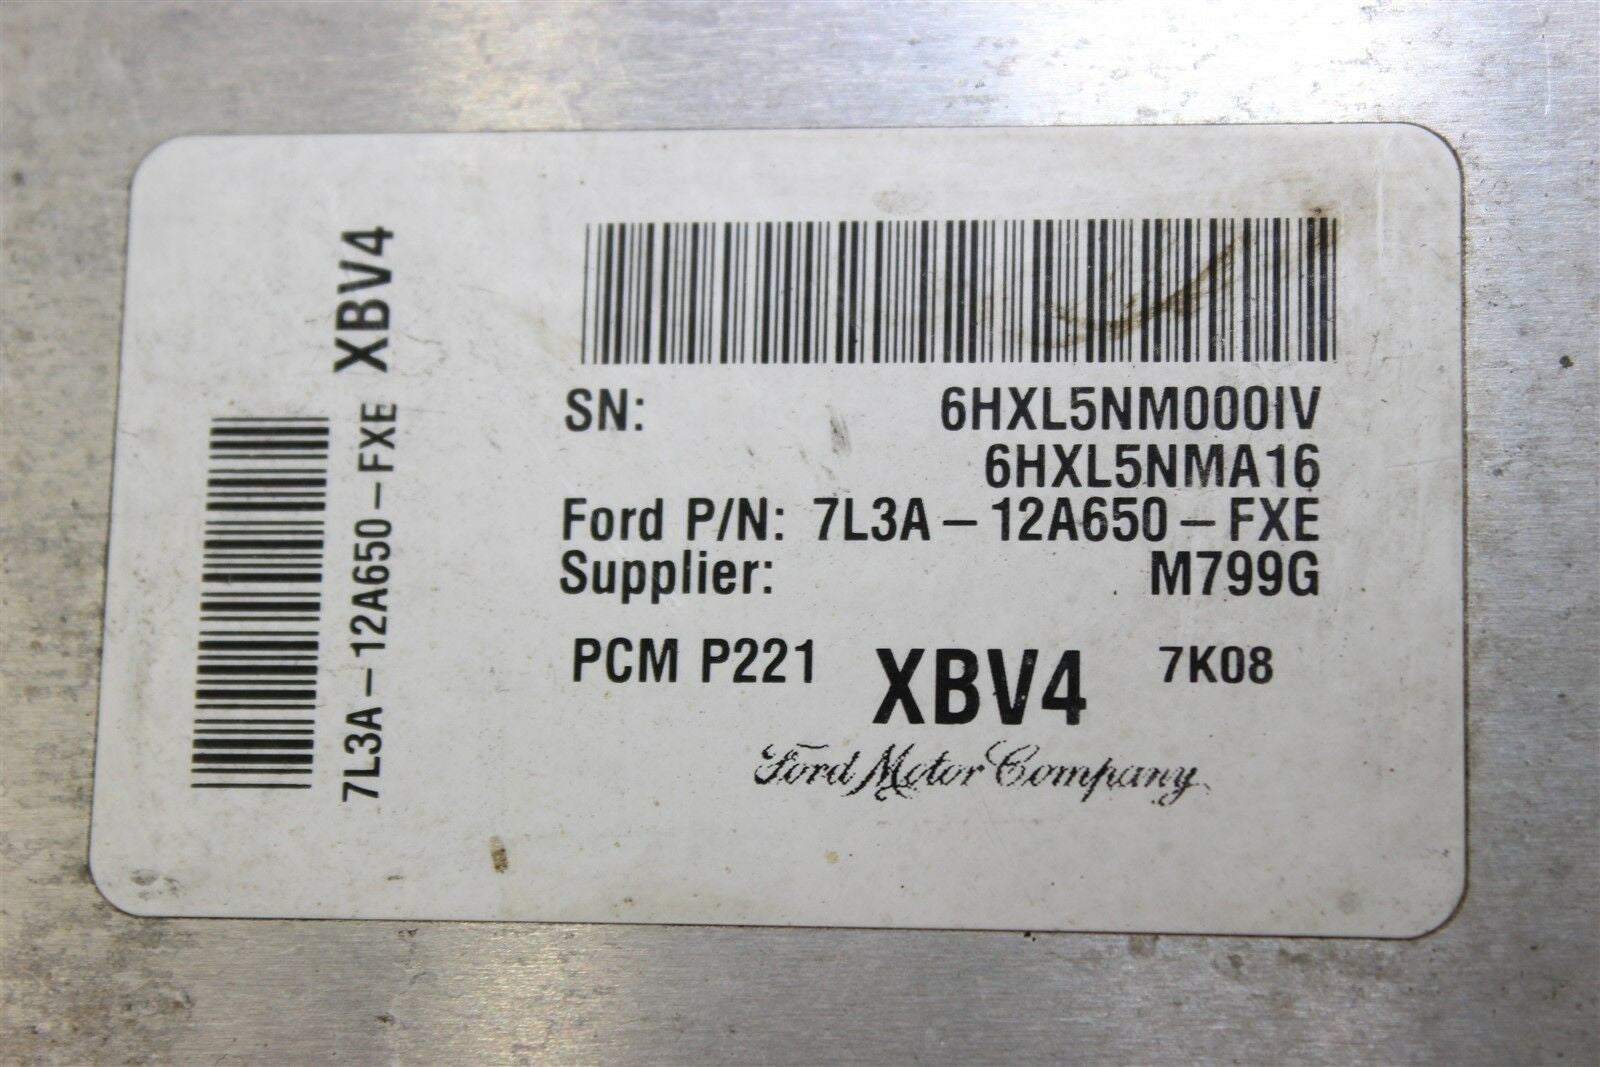 7L3A-12A650-FXE XBV4
SN: 6HXL5NM000IV
6HXL5NMA16
Ford P/N: 7L3A-12A650-FXE
Supplier: M799G
PCM P221 XBV4 7K08
Ford Motor Company